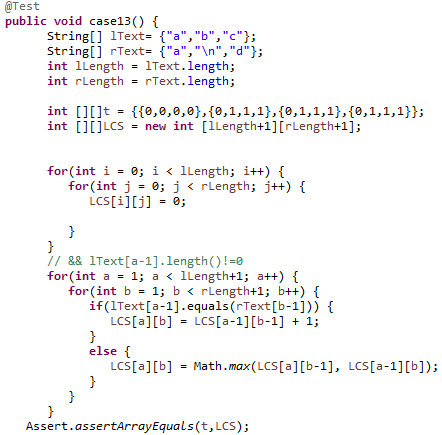 @Test
public void case13() {
String[] lText= {"a","b","c"};
String[] rText= {"a","\n","d"};
int lLength = lText.length;
int rLength = rText.length;
int [][]t = {{0,0,0,0},{0,1,1,1},{0,1,1,1},{0,1,1,1}};
int [][]LCS = new int [lLength+1][rLength+1];
for(int i = 0; i < lLength; i++) {
for(int j = 0; j < rLength; j++) {
LCS[i][j] = 0;
}
}
// && lText[a-1].length()!=0
for(int a = 1; a < lLength+1; a++) {
for(int b = 1; b < rLength+1; b++) {
if(lText[a-1].equals(rText[b-1])) {
LCS[a][b] = LCS[a-1][b-1] + 1;
}
else {
LCS[a][b] = Math.max(LCS[a][b-1], LCS[a-1][b]);
}
}
}
Assert.assertArrayEquals(t,LCS);